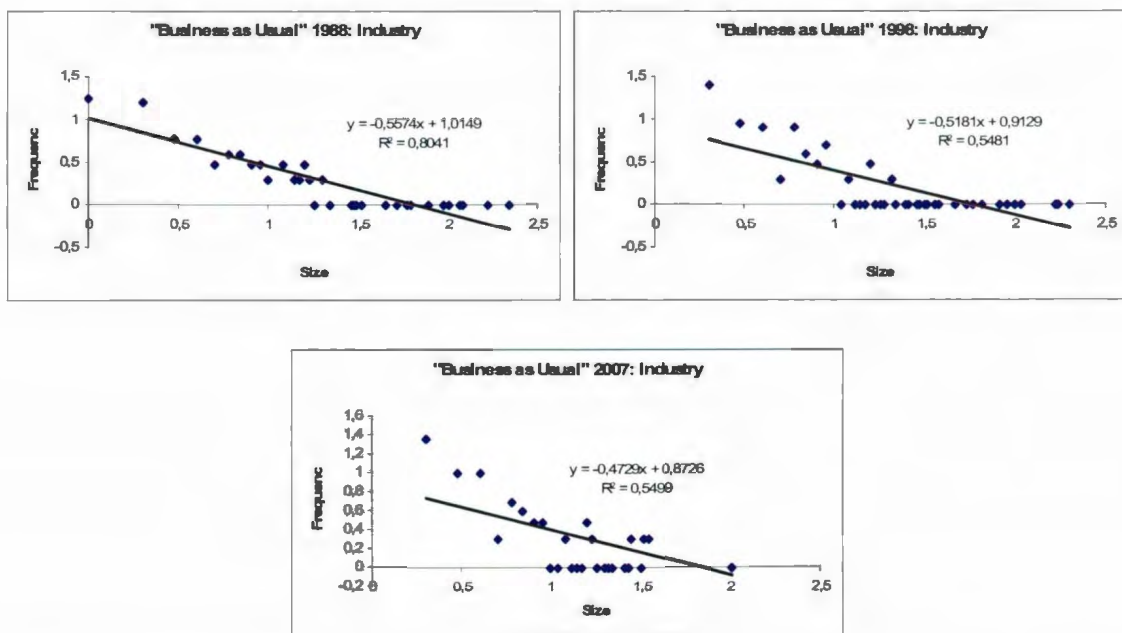 "Business as Usual" 1988: Industry
1,5
1
0,5
0
-0,5
0
0,5
1
1,5
2
2,5
y = -0,5574x + 1,0149
R² = 0,8041
Frequenc
Size
"Business as Usual" 1998: Industry
1,5
1
0,5
0
-0,5
0
0,5
1
1,5
2
2,5
y = -0,5181x + 0,9129
R² = 0,5481
Frequenc
Size
"Business as Usual" 2007: Industry
1,6
1,4
1,2
1
0,8
0,6
0,4
0,2
0
-0,2
0
0,5
1
1,5
2
2,5
y = -0,4729x + 0,8726
R² = 0,5499
Frequenc
Size